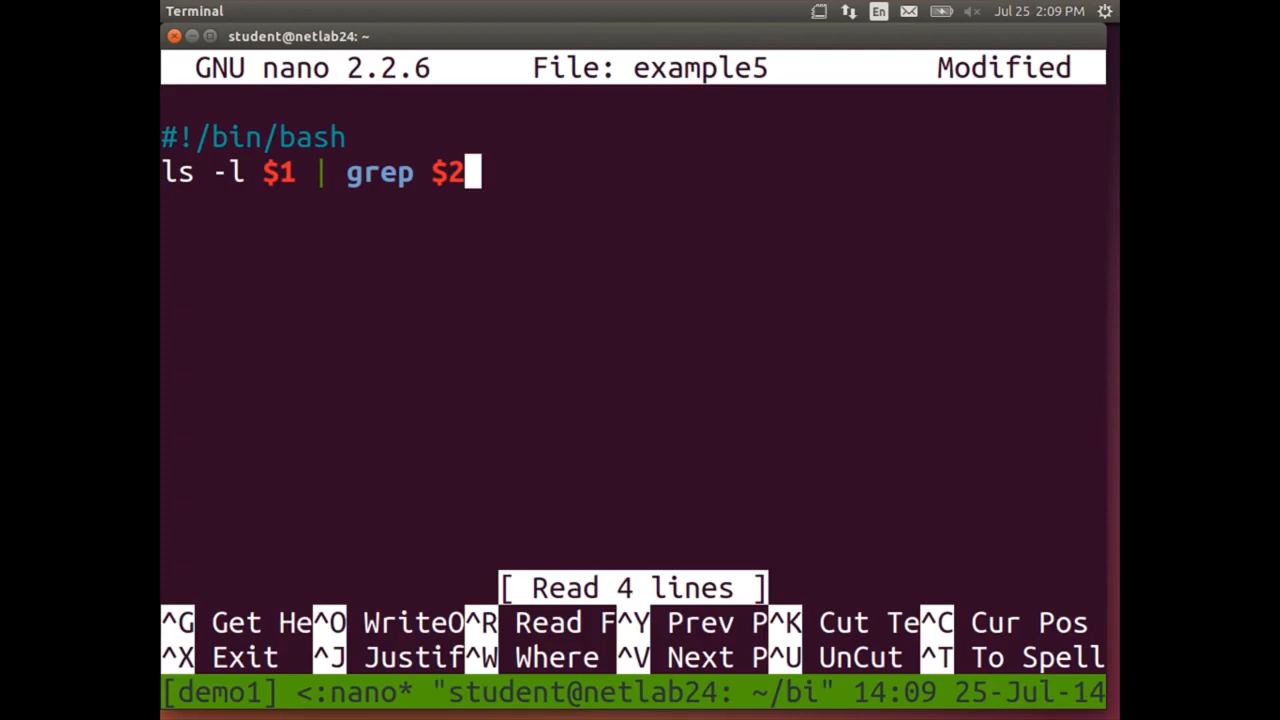 Terminal
En
Jul 25 2:09 PM
student@netlab24: ~
GNU nano 2.2.6 File: example5 Modified
#!/bin/bash
ls -l $1 | grep $2
[ Read 4 lines ]
^G Get He^O WriteO^R Read F^Y Prev P^K Cut Te^C Cur Pos
^X Exit ^J Justif^W Where ^V Next P^U UnCut ^T To Spell
[demo1] <:nano* "student@netlab24: ~/bi" 14:09 25-Jul-14